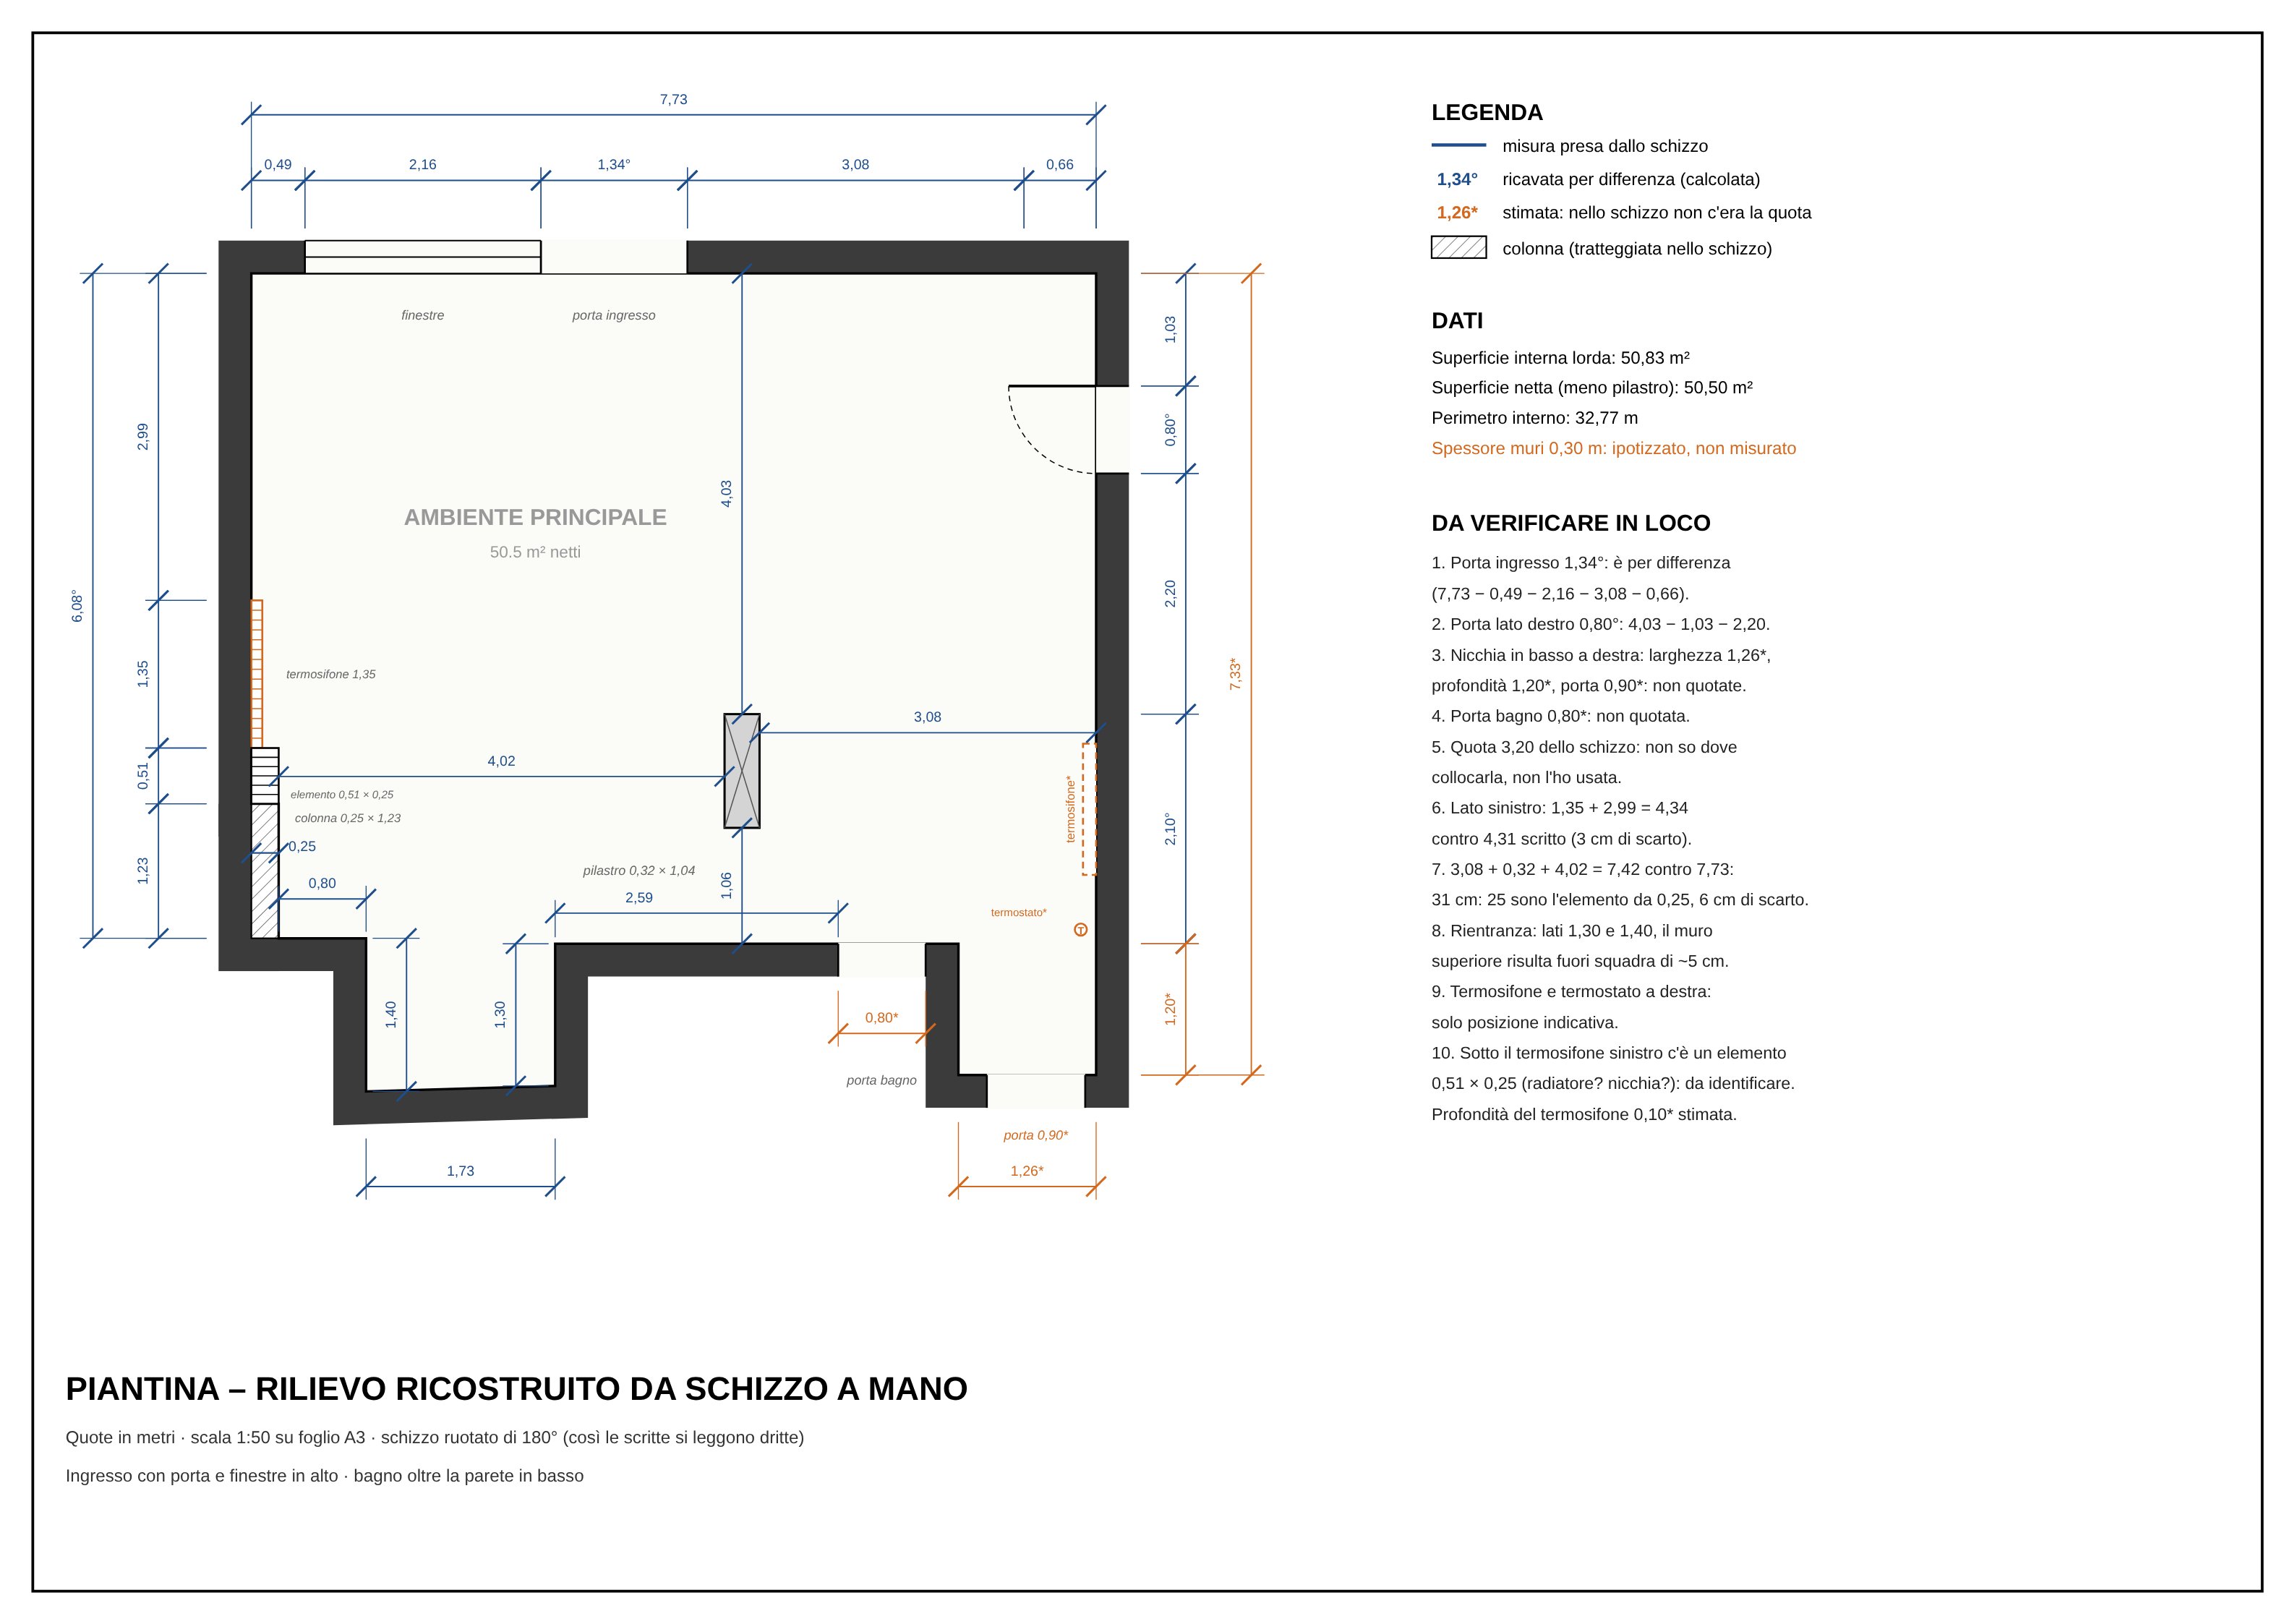 7,73
0,49
2,16
1,34°
3,08
0,66
finestre
porta ingresso
1,03
0,80°
2,99
4,03
AMBIENTE PRINCIPALE
50.5 m² netti
6,08°
2,20
7,33*
termosifone 1,35
1,35
3,08
4,02
0,51
elemento 0,51 × 0,25
colonna 0,25 × 1,23
termosifone*
2,10°
0,25
1,23
0,80
pilastro 0,32 × 1,04
2,59
1,06
termostato*
T
1,40
1,30
0,80*
1,20*
porta bagno
porta 0,90*
1,73
1,26*
LEGENDA
misura presa dallo schizzo
1,34° ricavata per differenza (calcolata)
1,26* stimata: nello schizzo non c'era la quota
colonna (tratteggiata nello schizzo)
DATI
Superficie interna lorda: 50,83 m²
Superficie netta (meno pilastro): 50,50 m²
Perimetro interno: 32,77 m
Spessore muri 0,30 m: ipotizzato, non misurato
DA VERIFICARE IN LOCO
1. Porta ingresso 1,34°: è per differenza
(7,73 − 0,49 − 2,16 − 3,08 − 0,66).
2. Porta lato destro 0,80°: 4,03 − 1,03 − 2,20.
3. Nicchia in basso a destra: larghezza 1,26*,
profondità 1,20*, porta 0,90*: non quotate.
4. Porta bagno 0,80*: non quotata.
5. Quota 3,20 dello schizzo: non so dove
collocarla, non l'ho usata.
6. Lato sinistro: 1,35 + 2,99 = 4,34
contro 4,31 scritto (3 cm di scarto).
7. 3,08 + 0,32 + 4,02 = 7,42 contro 7,73:
31 cm: 25 sono l'elemento da 0,25, 6 cm di scarto.
8. Rientranza: lati 1,30 e 1,40, il muro
superiore risulta fuori squadra di ~5 cm.
9. Termosifone e termostato a destra:
solo posizione indicativa.
10. Sotto il termosifone sinistro c'è un elemento
0,51 × 0,25 (radiatore? nicchia?): da identificare.
Profondità del termosifone 0,10* stimata.
PIANTINA – RILIEVO RICOSTRUITO DA SCHIZZO A MANO
Quote in metri · scala 1:50 su foglio A3 · schizzo ruotato di 180° (così le scritte si leggono dritte)
Ingresso con porta e finestre in alto · bagno oltre la parete in basso